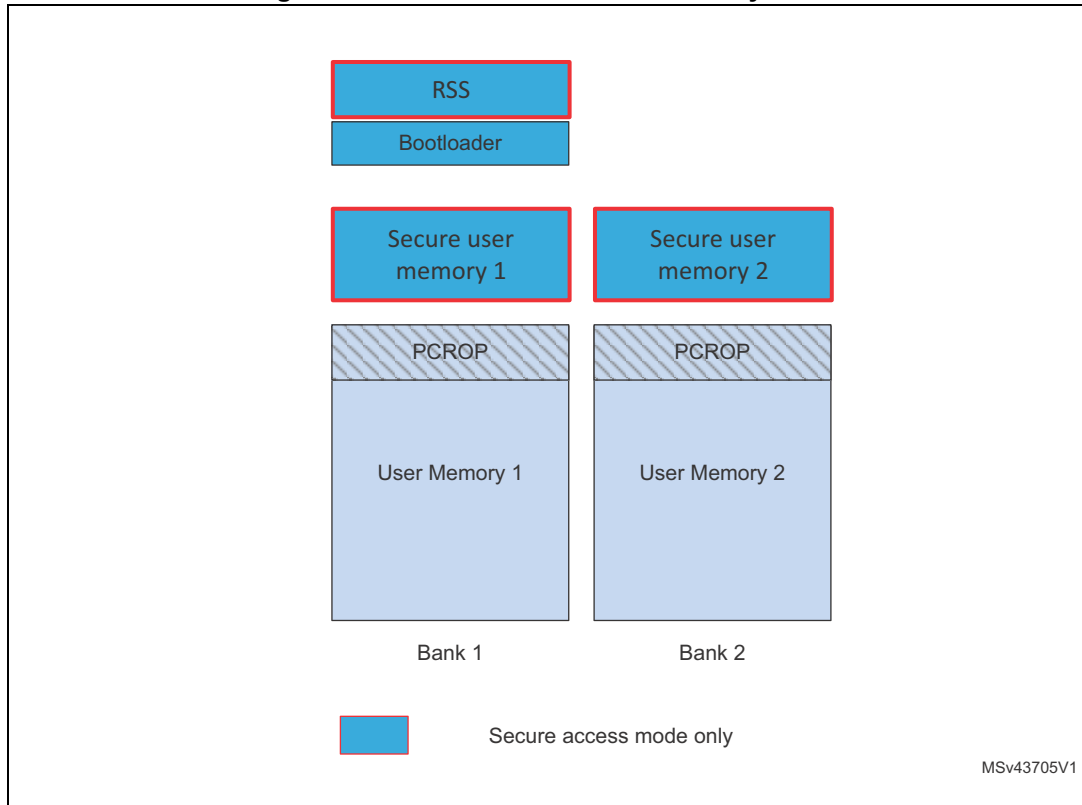 RSS
Bootloader
Secure user
memory 1
Secure user
memory 2
PCROP
PCROP
User Memory 1
User Memory 2
Bank 1
Bank 2
Secure access mode only
MSv43705V1